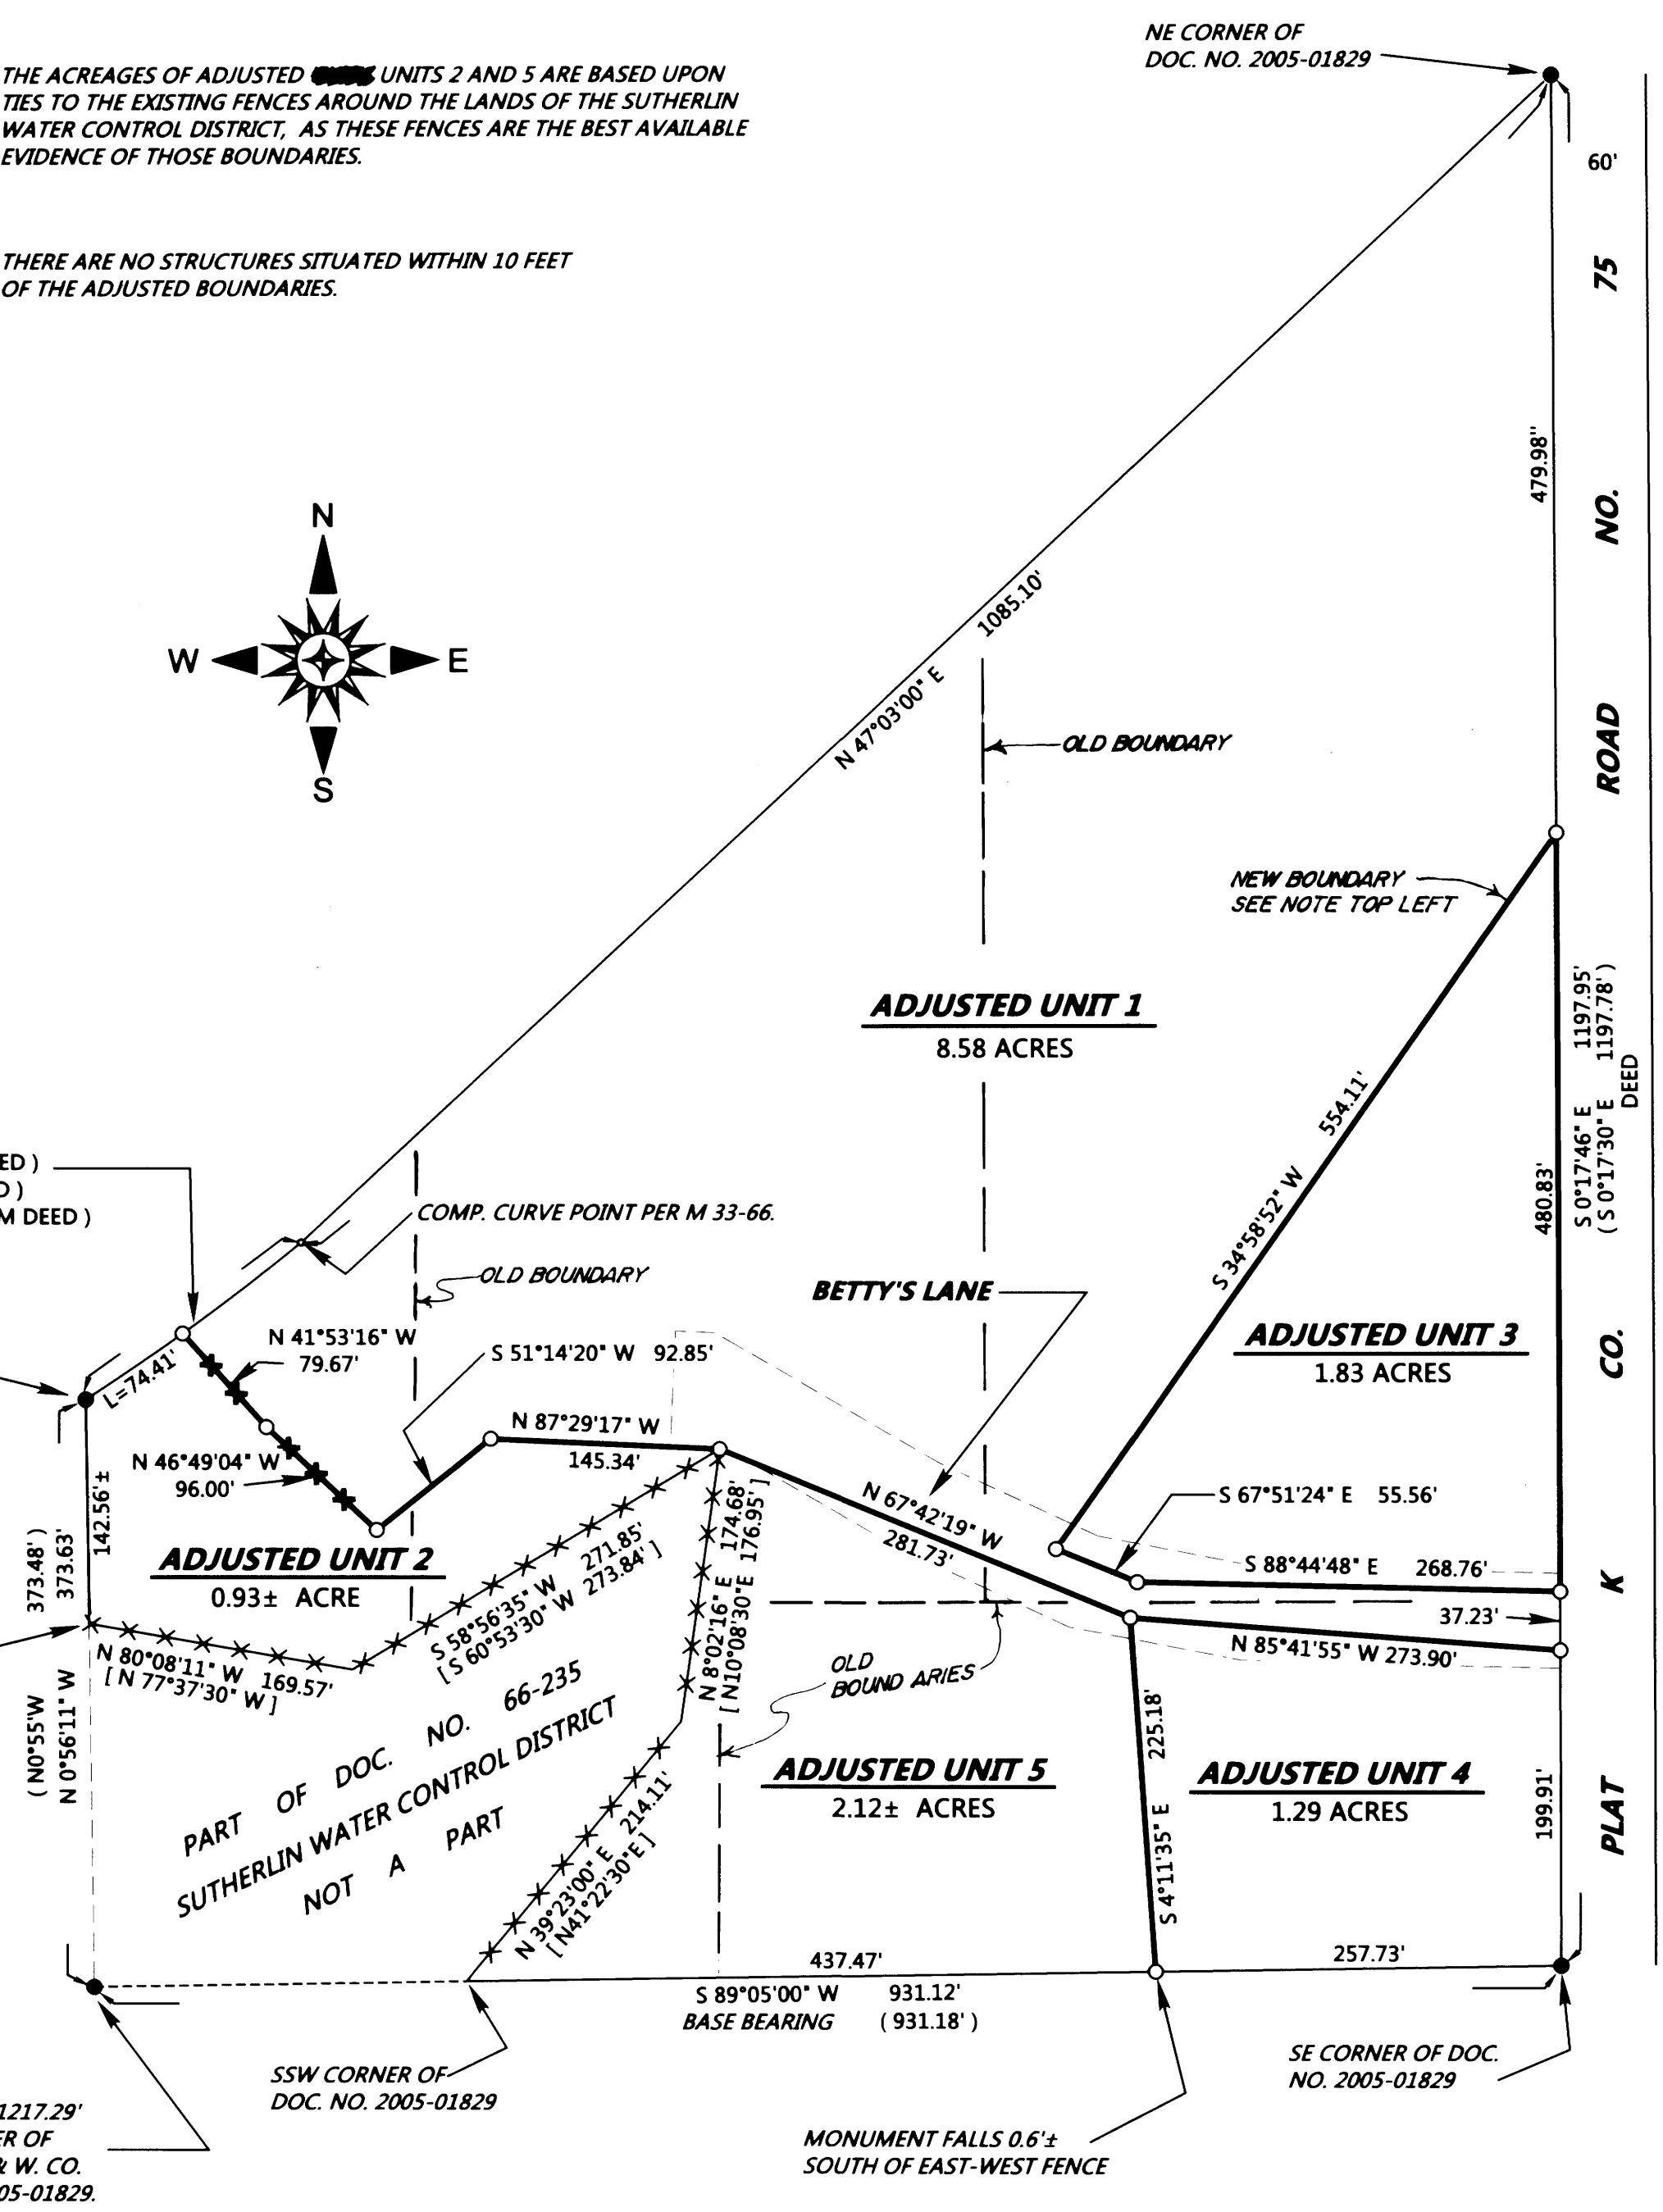 NE CORNER OF
DOC. NO. 2005-01829
THE ACREAGES OF ADJUSTED UNITS 2 AND 5 ARE BASED UPON
TIES TO THE EXISTING FENCES AROUND THE LANDS OF THE SUTHERLIN
WATER CONTROL DISTRICT, AS THESE FENCES ARE THE BEST AVAILABLE
EVIDENCE OF THOSE BOUNDARIES.
THERE ARE NO STRUCTURES SITUATED WITHIN 10 FEET
OF THE ADJUSTED BOUNDARIES.
60'
PLAT K CO. ROAD NO. 75
479.98"
N
W E
S
1085.10'
N 47°03'00" E
OLD BOUNDARY
NEW BOUNDARY
SEE NOTE TOP LEFT
ADJUSTED UNIT 1
8.58 ACRES
S 0°17'46" E 1197.95'
( S 0°17'30" E 1197.78' )
DEED
554.11'
S 34°58'52" W
480.83'
ED )
D )
M DEED )
COMP. CURVE POINT PER M 33-66.
OLD BOUNDARY
BETTY'S LANE
N 41°53'16" W
79.67'
L=74.41'
S 51°14'20" W 92.85'
ADJUSTED UNIT 3
1.83 ACRES
N 87°29'17" W
145.34'
N 46°49'04" W
96.00'
142.56'±
373.48' )
373.63'
N 67°42'19" W
281.73'
S 67°51'24" E 55.56'
S 88°44'48" E 268.76'
37.23'
N 85°41'55" W 273.90'
ADJUSTED UNIT 2
0.93± ACRE
S 58°56'35" W 271.85'
[ S 60°53'30" W 273.84' ]
N 8°02'16" E 174.68'
[ N10°08'30"E 176.95' ]
N 80°08'11" W 169.57'
[ N 77°37'30" W ]
( N0°55'W
N 0°56'11" W
OLD
BOUND ARIES
PART OF DOC. NO. 66-235
SUTHERLIN WATER CONTROL DISTRICT
NOT A PART
ADJUSTED UNIT 5
2.12± ACRES
225.18'
S 4°11'35" E
ADJUSTED UNIT 4
1.29 ACRES
199.91'
N 39°23'00" E 214.11'
[ N41°22'30"E ]
437.47'
257.73'
S 89°05'00" W 931.12'
BASE BEARING ( 931.18' )
SSW CORNER OF
DOC. NO. 2005-01829
SE CORNER OF DOC.
NO. 2005-01829
MONUMENT FALLS 0.6'±
SOUTH OF EAST-WEST FENCE
1217.29'
ER OF
& W. CO.
05-01829.